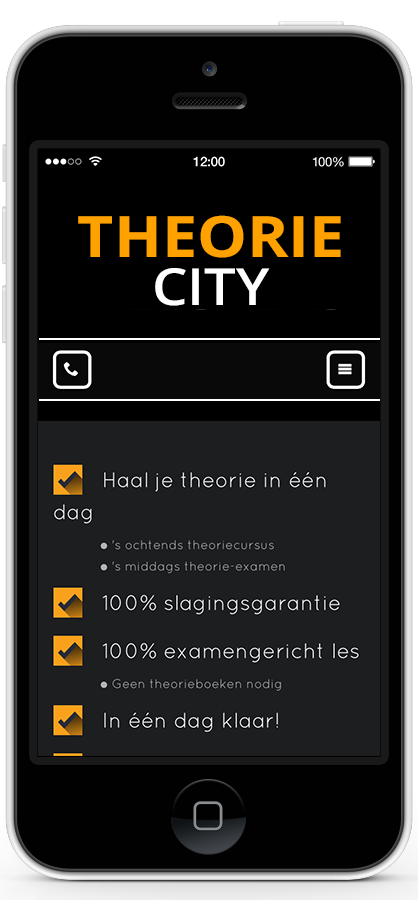 12:00
100%
THEORIE
CITY
Haal je theorie in één
dag
's ochtends theoriecursus
's middags theorie-examen
100% slagingsgarantie
100% examengericht les
Geen theorieboeken nodig
In één dag klaar!